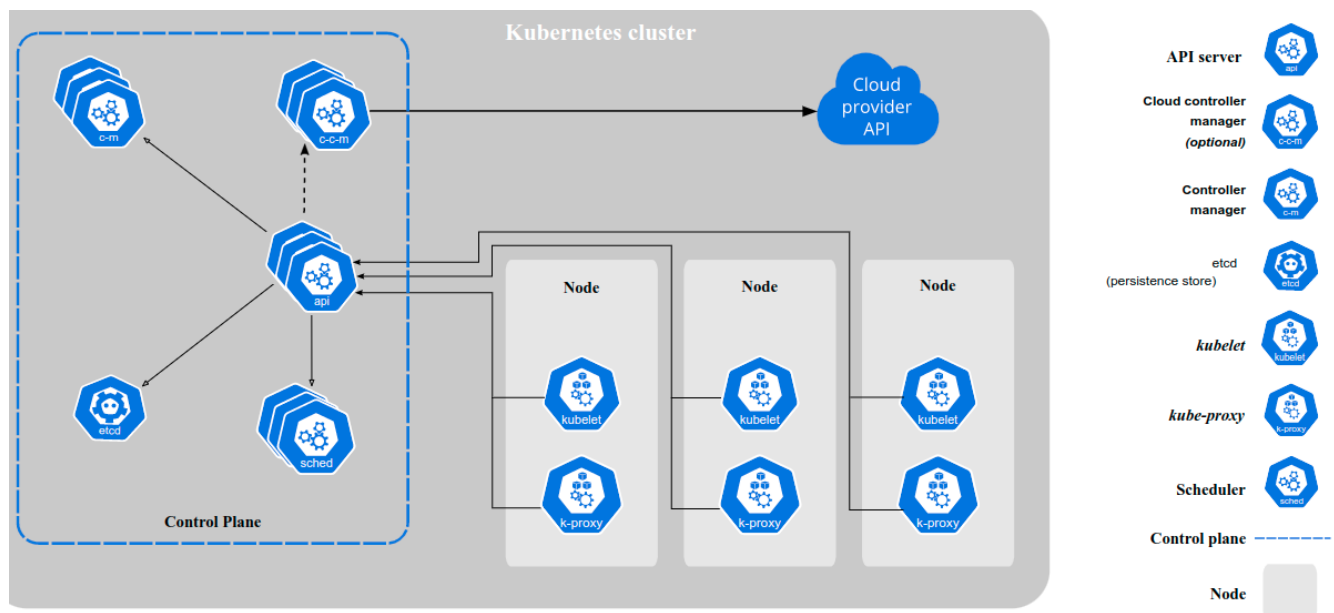 Kubernetes cluster
c-m
c-c-m
Cloud
provider
API
api
etcd
sched
Control Plane
Node
kubelet
k-proxy
Node
kubelet
k-proxy
Node
kubelet
k-proxy
API server
api
Cloud controller
manager
(optional)
c-c-m
Controller
manager
c-m
etcd
(persistence store)
etcd
kubelet
kubelet
kube-proxy
k-proxy
Scheduler
sched
Control plane
Node